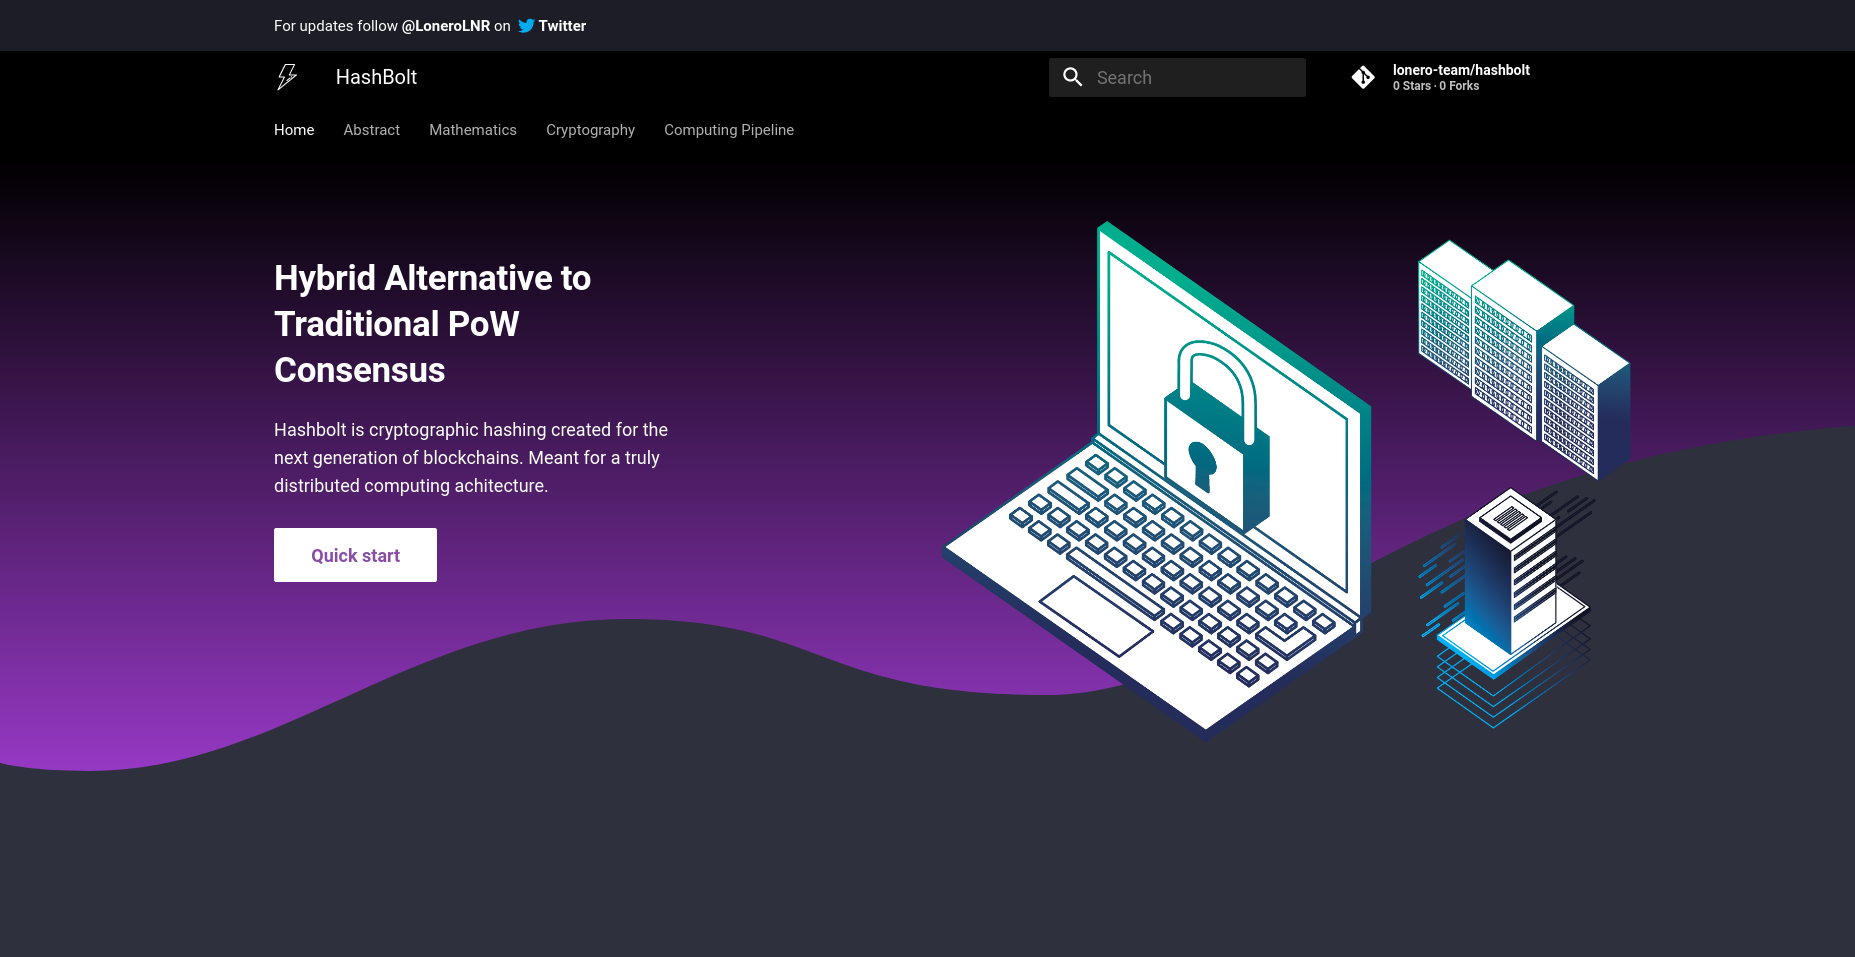 For updates follow @LoneroLNR on Twitter
HashBolt
Search
lonero-team/hashbolt
0 Stars · 0 Forks
Home Abstract Mathematics Cryptography Computing Pipeline
Hybrid Alternative to
Traditional PoW
Consensus
Hashbolt is cryptographic hashing created for the
next generation of blockchains. Meant for a truly
distributed computing achitecture.
Quick start